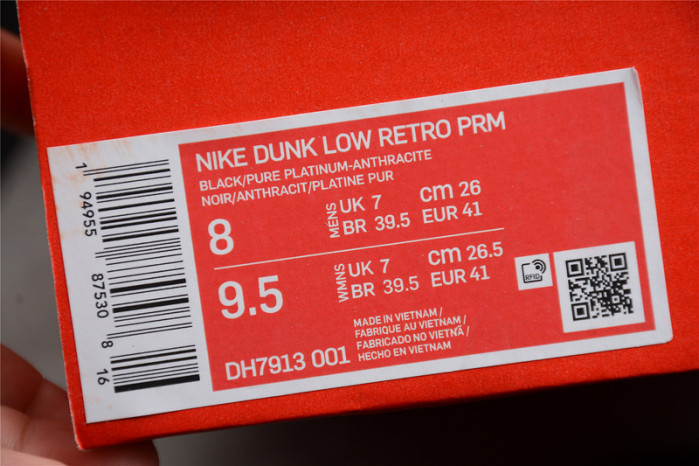 NIKE DUNK LOW RETRO PRM
BLACK/PURE PLATINUM-ANTHRACITE
NOIR/ANTHRACIT/PLATINE PUR
8
MENS
UK 7 cm 26
BR 39.5 EUR 41
9.5
WMNS
UK 7 cm 26.5
BR 39.5 EUR 41
RFID
DH7913 001
MADE IN VIETNAM /
FABRIQUE AU VIETNAM /
FABRICADO NO VIETNÃ /
HECHO EN VIETNAM
1 94955 87530 8 16